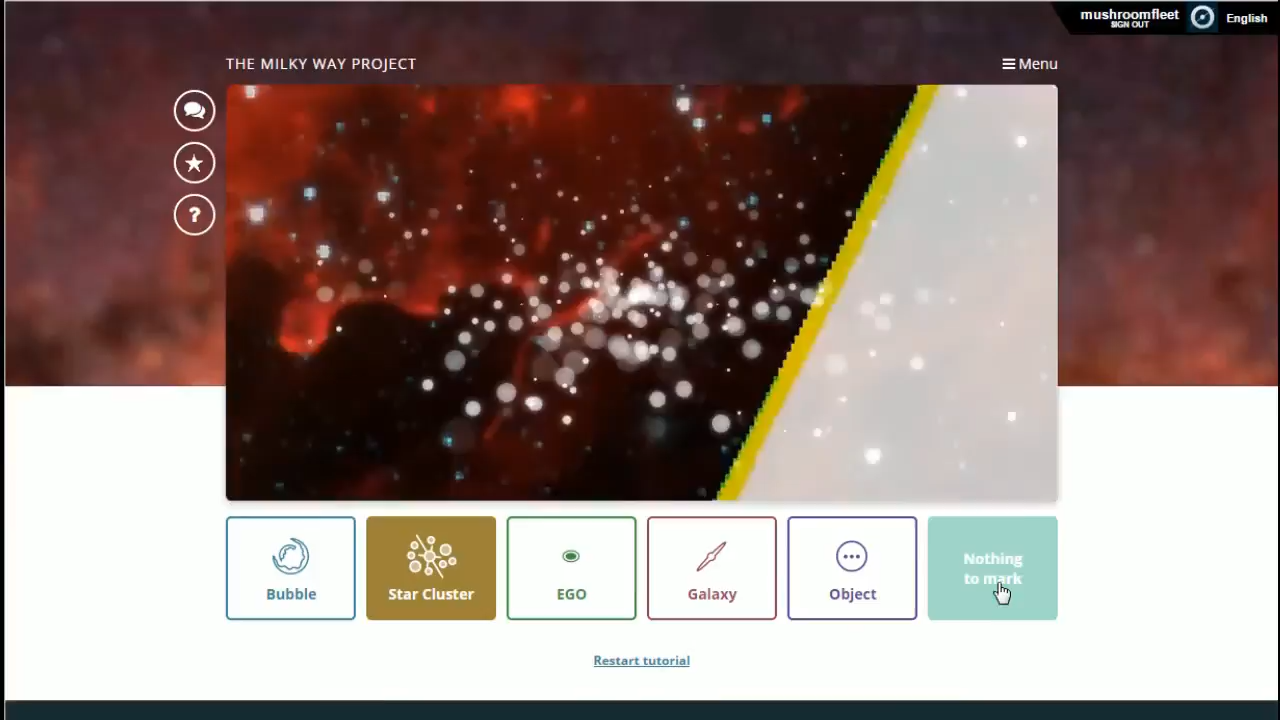 mushroomfleet
SIGN OUT
English
THE MILKY WAY PROJECT
Menu
?
Bubble
Star Cluster
EGO
Galaxy
Object
Nothing
to mark
Restart tutorial